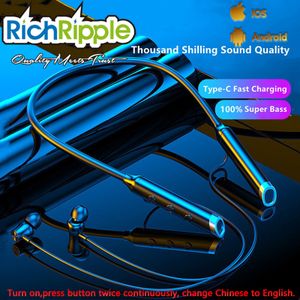 RichRipple
Quality Meets Trust
iOS
Android
Thousand Shilling Sound Quality
Type-C Fast Charging
100% Super Bass
Turn on,press button twice continuously, change Chinese to English.